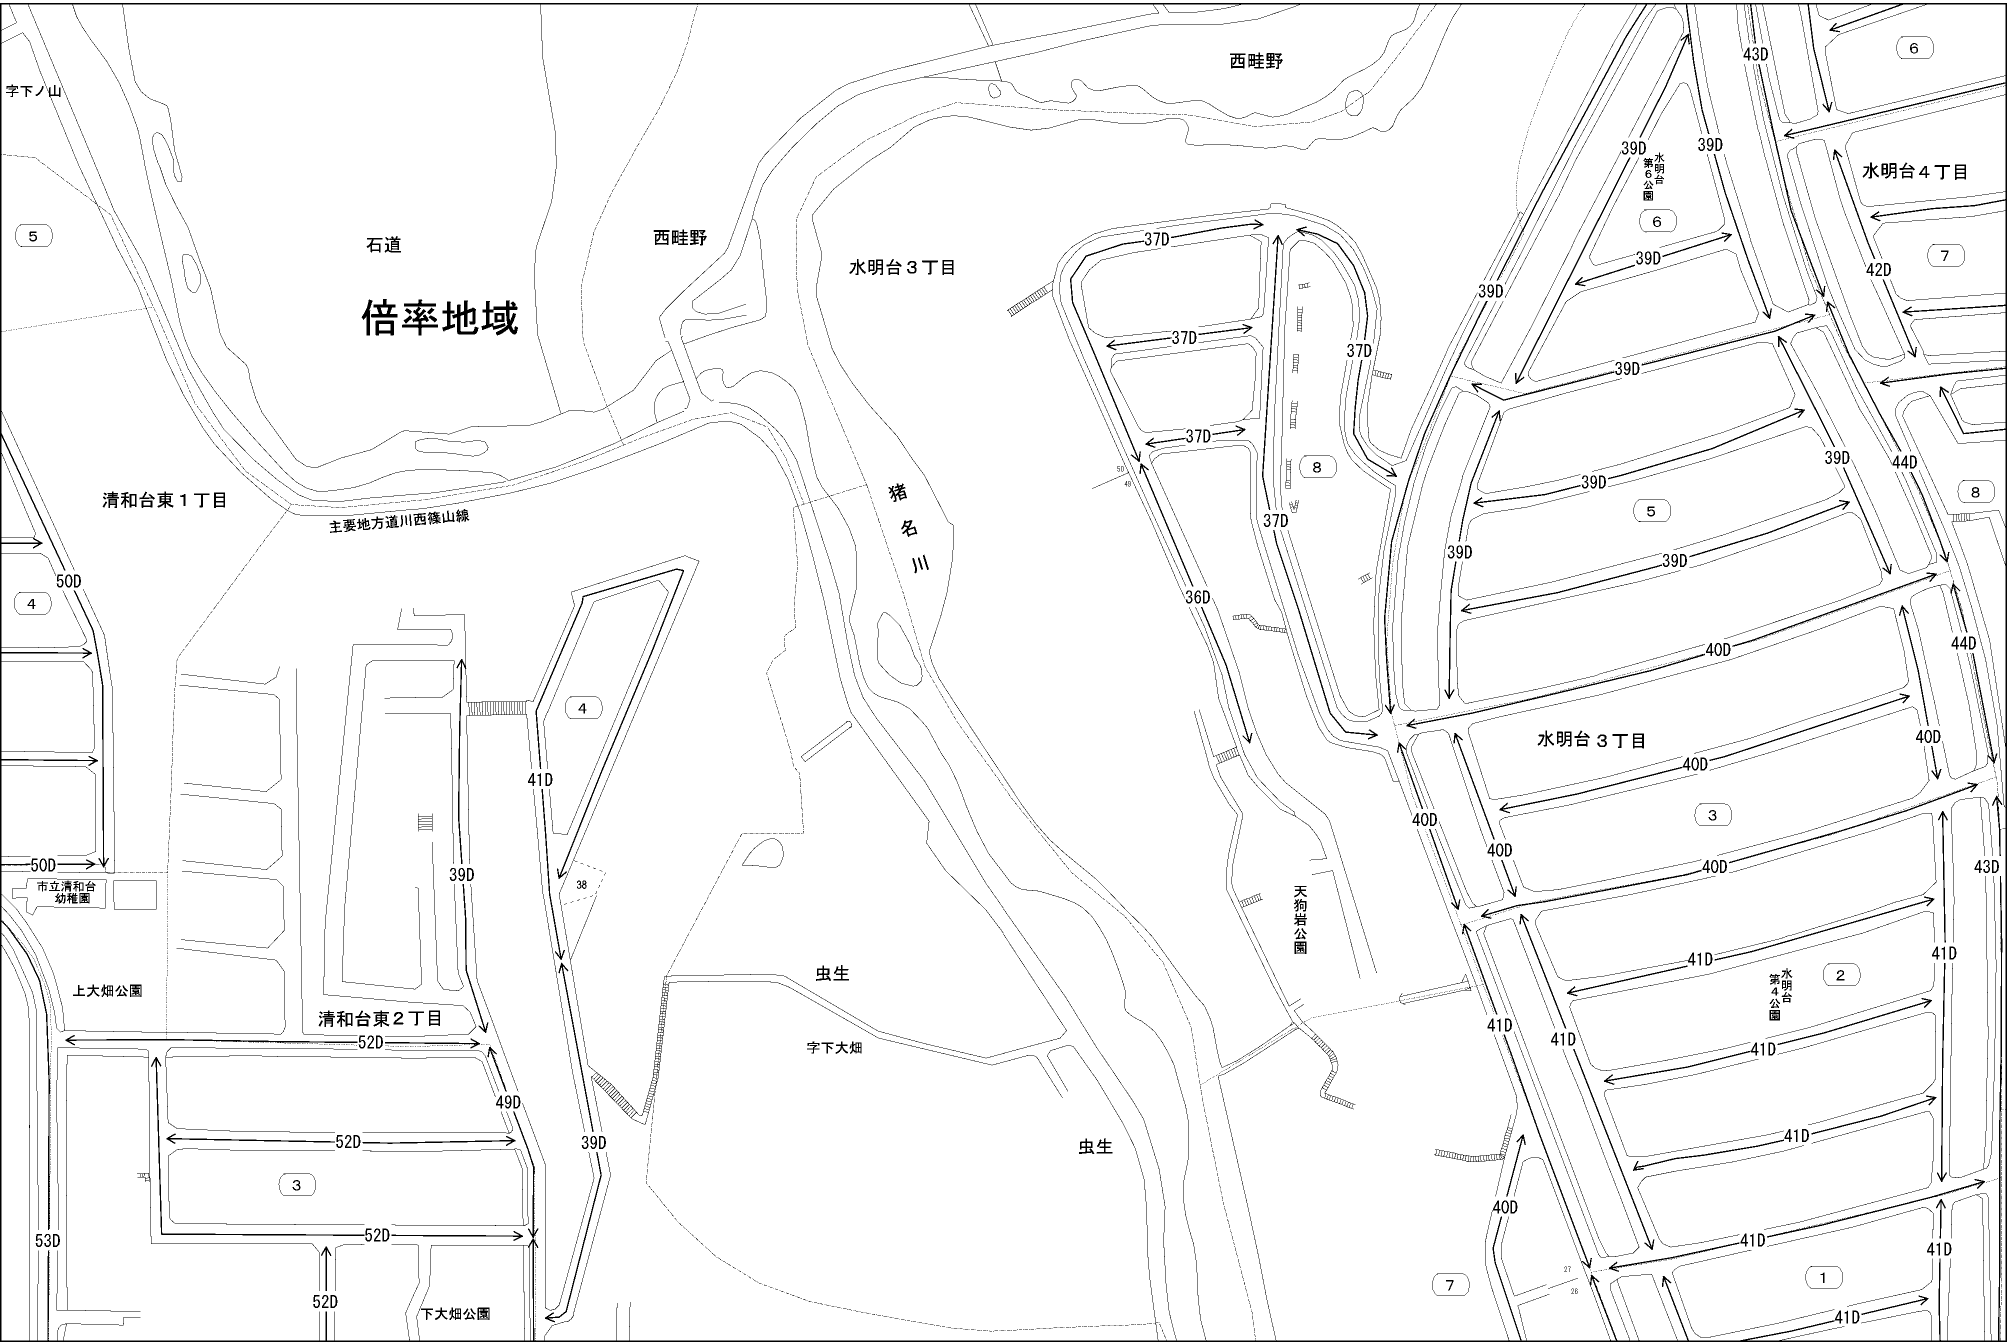 西畦野
43D
6
字下ノ山
39D
39D
水明台
第6公園
水明台4丁目
6
5
石道
西畦野
37D
7
39D
水明台3丁目
42D
39D
倍率地域
37D
37D
39D
37D
44D
8
39D
猪名川
39D
8
清和台東1丁目
5
主要地方道川西篠山線
37D
50
49
39D
39D
50D
36D
4
44D
40D
4
40D
水明台3丁目
40D
41D
3
40D
40D
50D
39D
40D
43D
市立清和台
幼稚園
38
天狗岩公園
41D
41D
虫生
2
水明台
第4公園
上大畑公園
清和台東2丁目
41D
52D
41D
字下大畑
41D
49D
52D
39D
虫生
41D
3
40D
53D
52D
41D
41D
27
26
7
1
52D
下大畑公園
41D